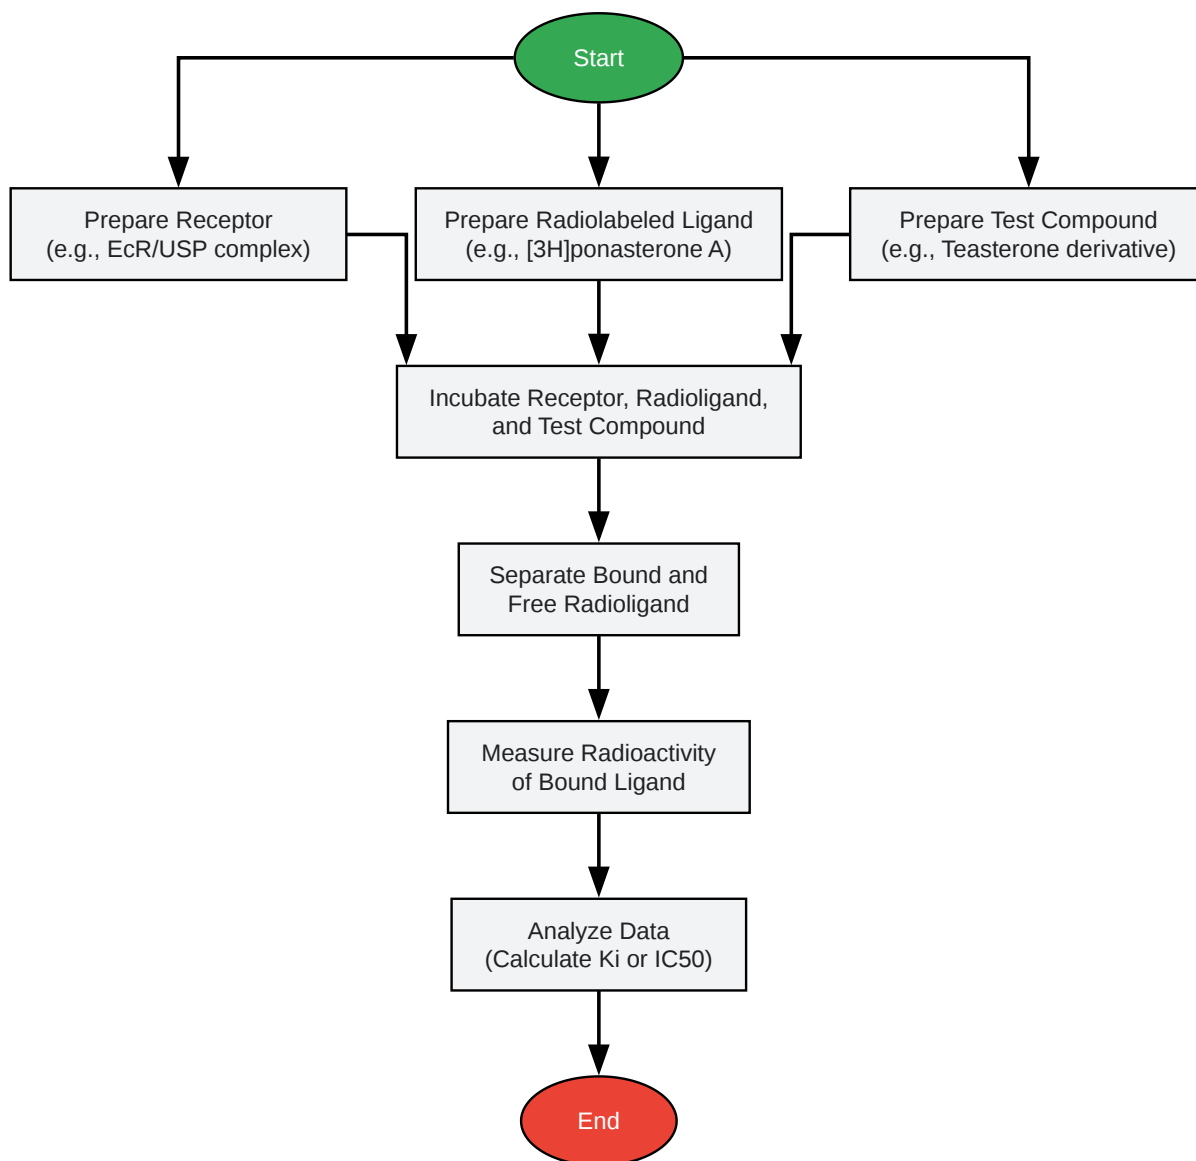 Start
Prepare Receptor
(e.g., EcR/USP complex)
Prepare Radiolabeled Ligand
(e.g., [3H]ponasterone A)
Prepare Test Compound
(e.g., Teasterone derivative)
Incubate Receptor, Radioligand,
and Test Compound
Separate Bound and
Free Radioligand
Measure Radioactivity
of Bound Ligand
Analyze Data
(Calculate Ki or IC50)
End